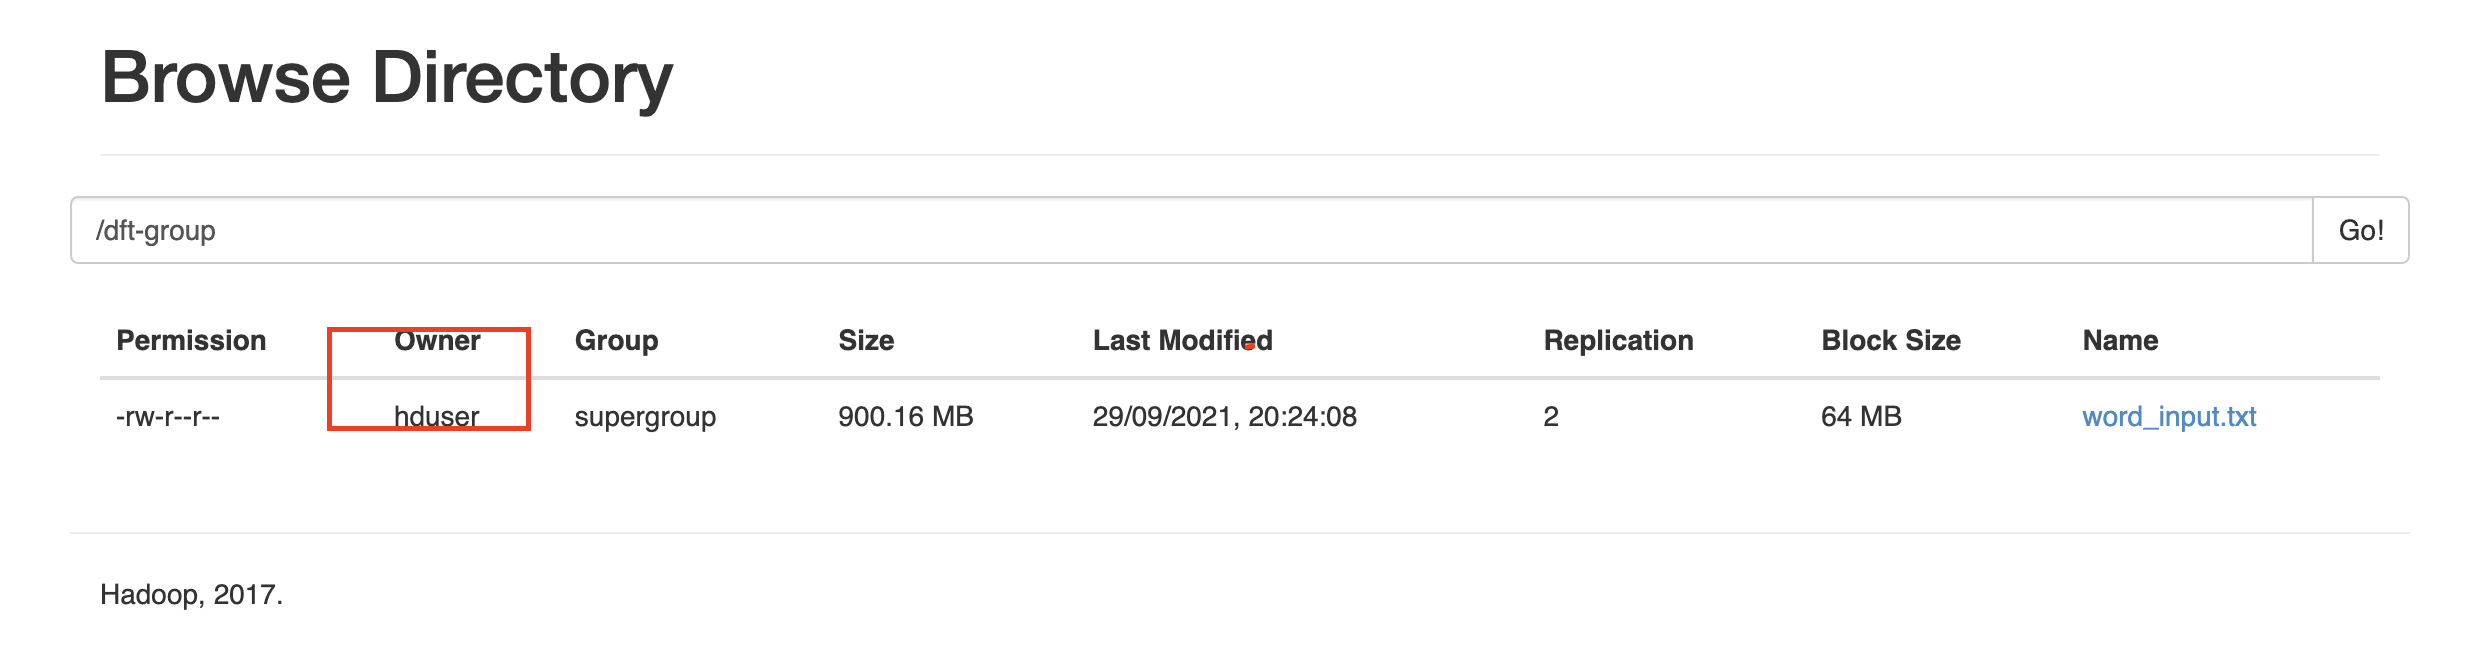 Browse Directory
/dft-group Go!
Permission Owner Group Size Last Modified Replication Block Size Name
-rw-r--r-- hduser supergroup 900.16 MB 29/09/2021, 20:24:08 2 64 MB word_input.txt
Hadoop, 2017.